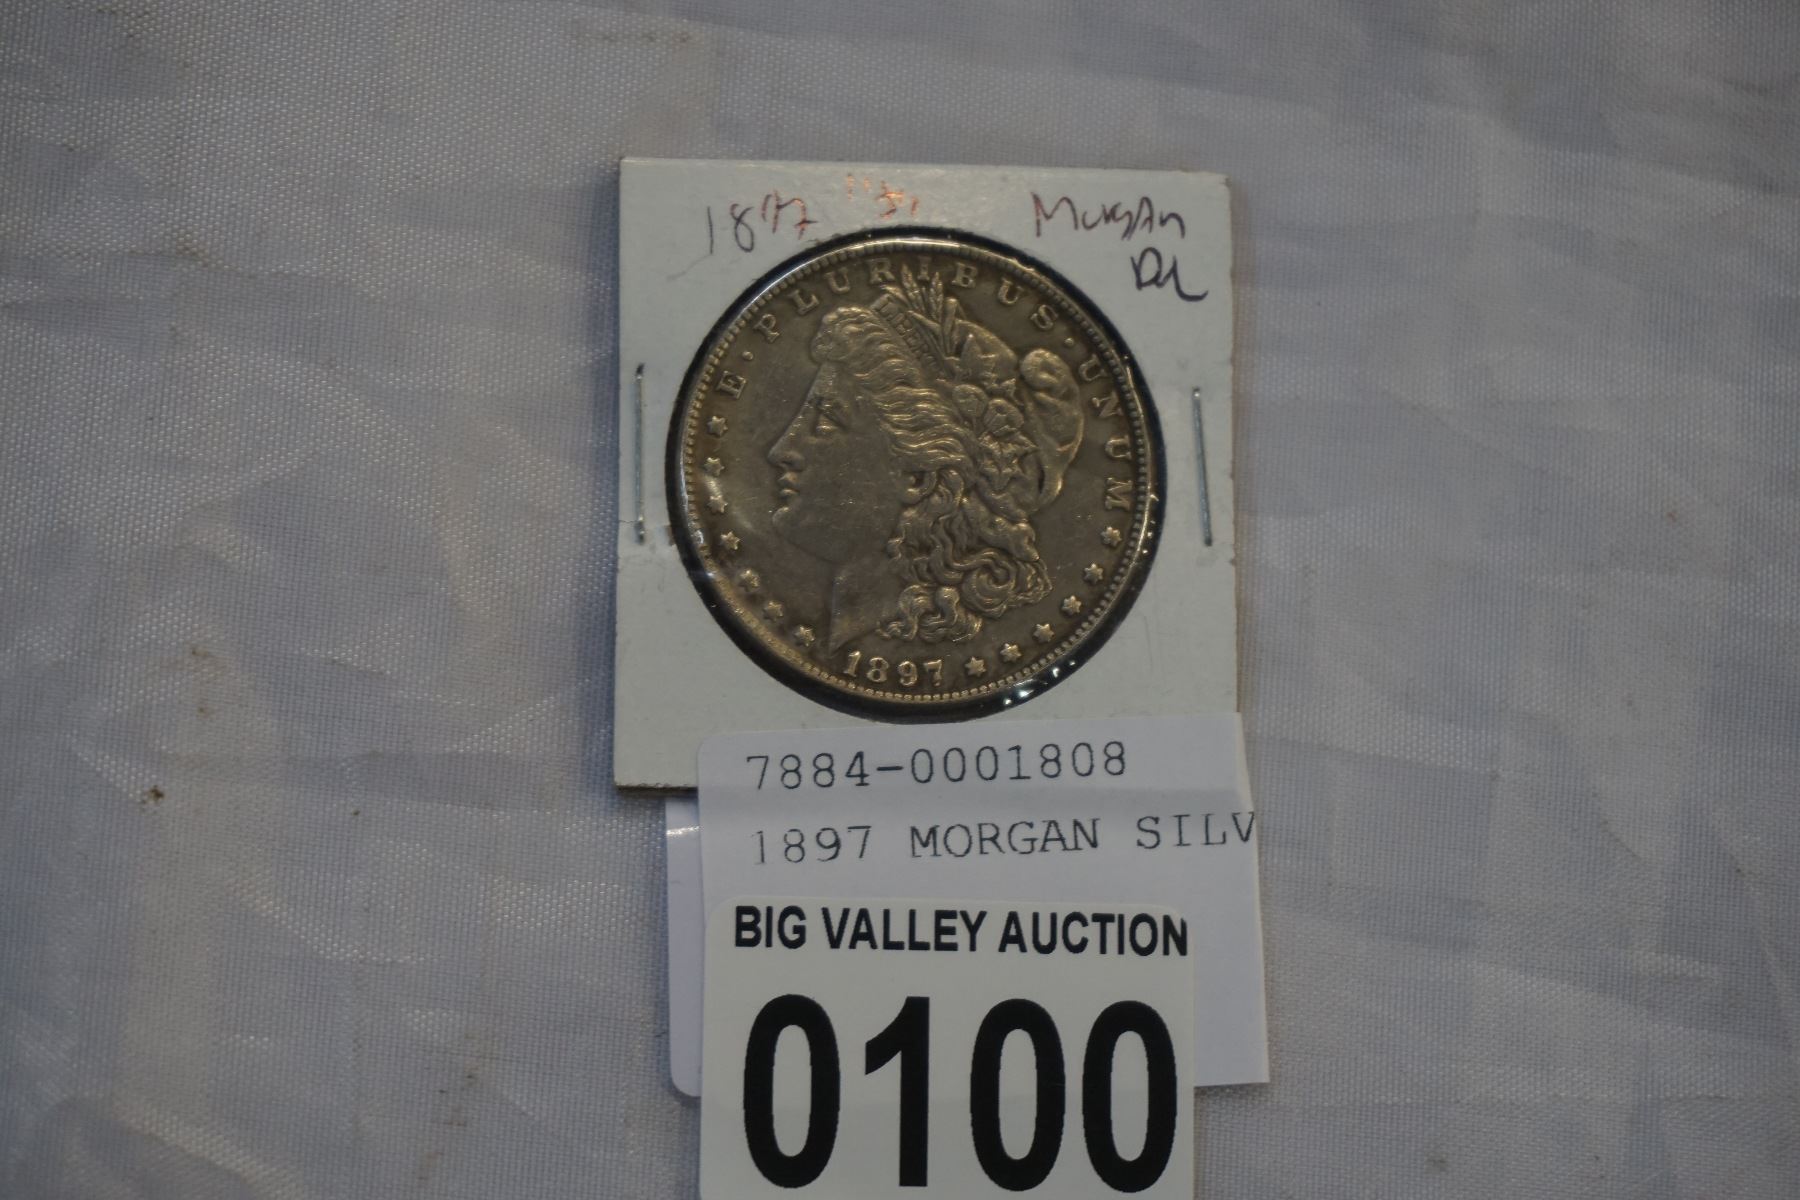 1897 "S"
Morgan
DL
E · PLURIBUS · UNUM
LIBERTY
1897
7884-0001808
1897 MORGAN SILV
BIG VALLEY AUCTION
0100